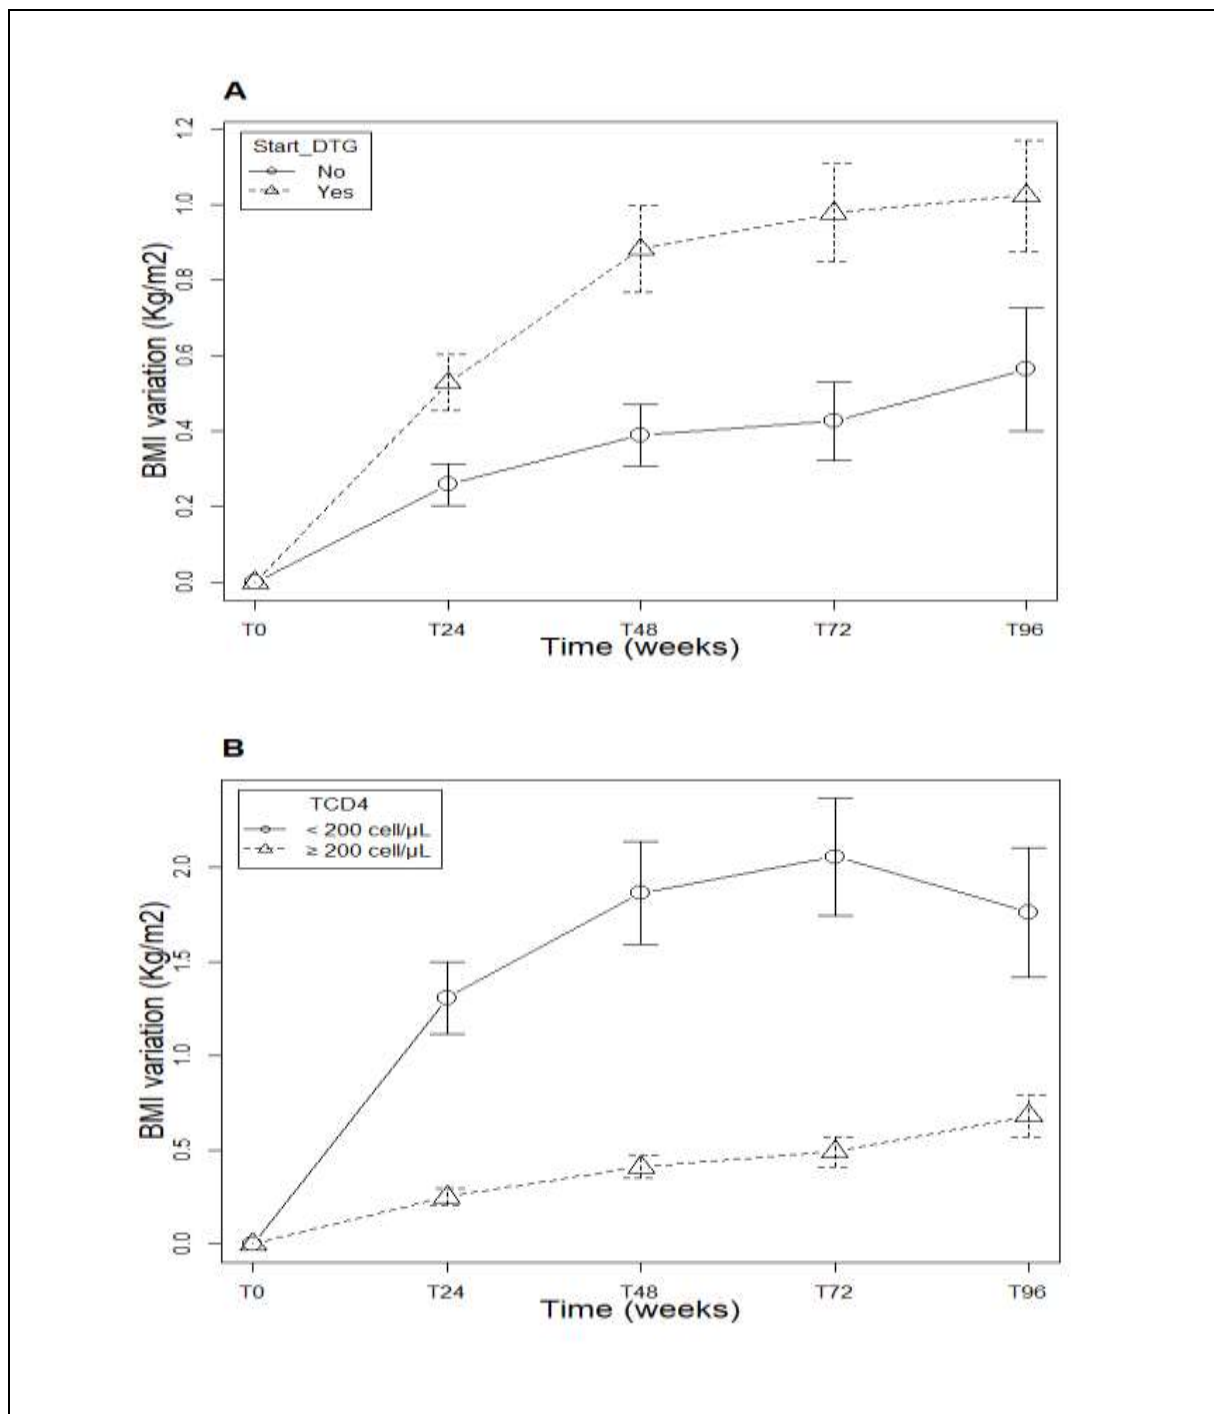 A
Start_DTG
No
Yes
BMI variation (Kg/m2)
1.2
1.0
0.8
0.6
0.4
0.2
0.0
T0 T24 T48 T72 T96
Time (weeks)
B
TCD4
< 200 cell/µL
≥ 200 cell/µL
BMI variation (Kg/m2)
2.0
1.5
1.0
0.5
0.0
T0 T24 T48 T72 T96
Time (weeks)